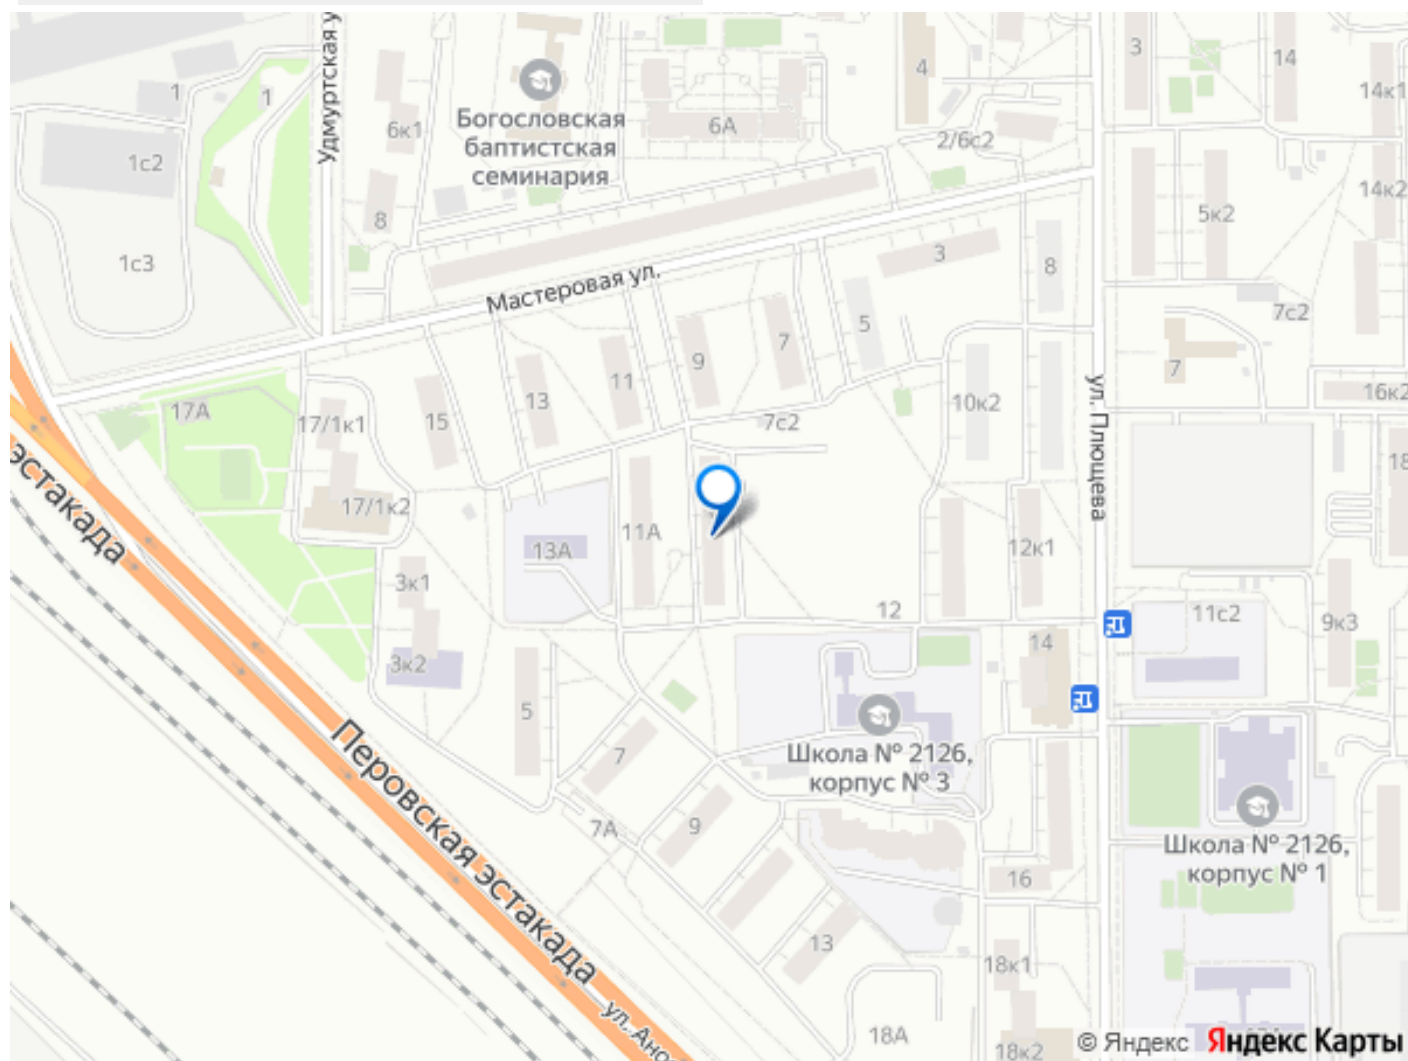 Удмуртская у
3
14
4
14к1
1
1
6к1
Богословская
баптистская
семинария
6А
2/6с2
1с2
14к2
8
5к2
1с3
3
8
Мастеровая ул.
7с2
5
7
9
7
11
13
16к2
10к2
17А
17/1к1
15
7с2
ул. Плющева
18
эстакада
17/1к2
11А
13А
12к1
3к1
12
11с2
9к3
14
3к2
5
Перовская эстакада
7
Школа № 2126,
корпус № 3
7А
9
Школа № 2126,
корпус № 1
16
13
18к1
ул. Ано
18А
18к2
© Яндекс Яндекс Карты